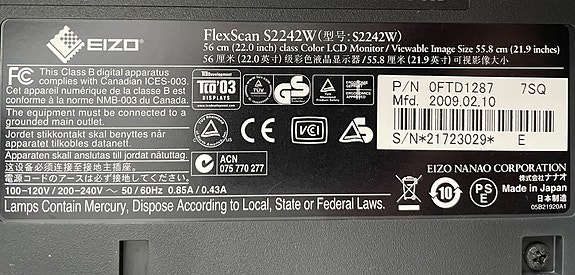 EIZO
FlexScan S2242W (型号: S2242W)
56 cm (22.0 inch) class Color LCD Monitor / Viewable Image Size 55.8 cm (21.9 inches)
56 厘米 (22.0英寸) 级彩色液晶显示器 / 55.8 厘米 (21.9英寸) 可视影像大小
FC This Class B digital apparatus
complies with Canadian ICES-003.
Cet appareil numérique de la classe B est
conforme à la norme NMB-003 du Canada.
The equipment must be connected to a
grounded main outlet.
Jordet stikkontakt skal benyttes når
apparatet tilkobles datanett.
Apparaten skall anslutas till jordat nätuttag.
这设备必须连接至接地主插座。
電源コードのアースは必ず接地してください。
100–120V / 200–240V ～ 50 / 60Hz 0.85A / 0.43A
Lamps Contain Mercury, Dispose According to Local, State or Federal Laws.
TCO'03
DISPLAYS
TÜV
GS
CE
VCI
ACN
075 770 277
P/N 0FTD1287 7SQ
Mfd. 2009.02.10
S/N*21723029* E
EIZO NANAO CORPORATION
株式会社ナナオ
Made in Japan
日本制造
05B21920A1
10
PS
E